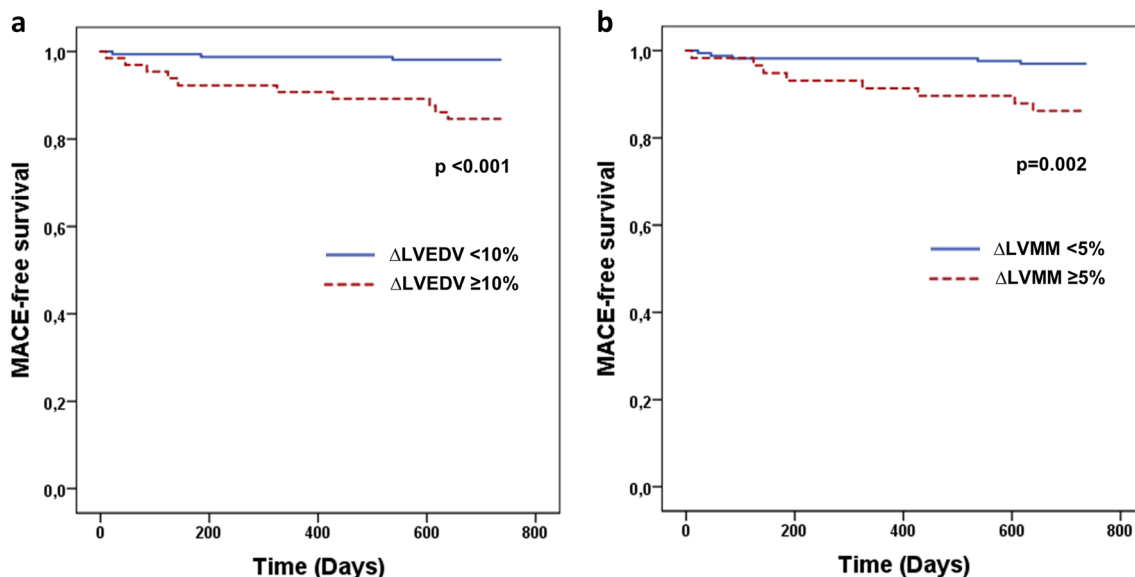 a
MACE-free survival
1,0
0,8
0,6
0,4
0,2
0,0
p <0.001
ΔLVEDV <10%
ΔLVEDV ≥10%
0 200 400 600 800
Time (Days)
b
MACE-free survival
1,0
0,8
0,6
0,4
0,2
0,0
p=0.002
ΔLVMM <5%
ΔLVMM ≥5%
0 200 400 600 800
Time (Days)